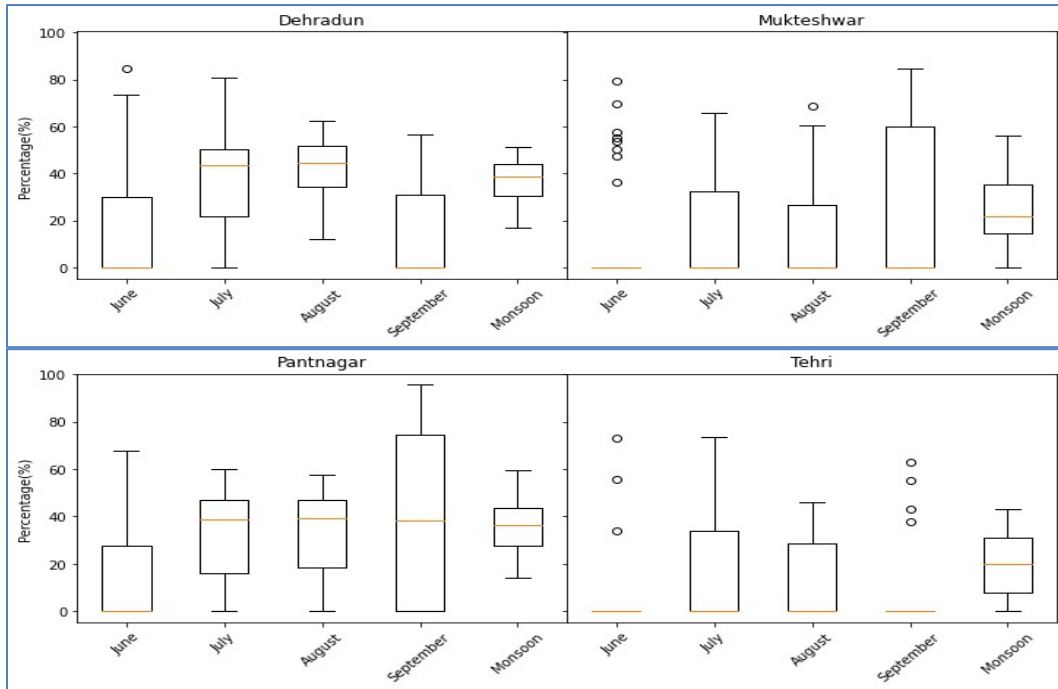 Dehradun
Mukteshwar
Percentage(%)
100
80
60
40
20
0
June
July
August
September
Monsoon
June
July
August
September
Monsoon
Pantnagar
Tehri
Percentage(%)
100
80
60
40
20
0
June
July
August
September
Monsoon
June
July
August
September
Monsoon